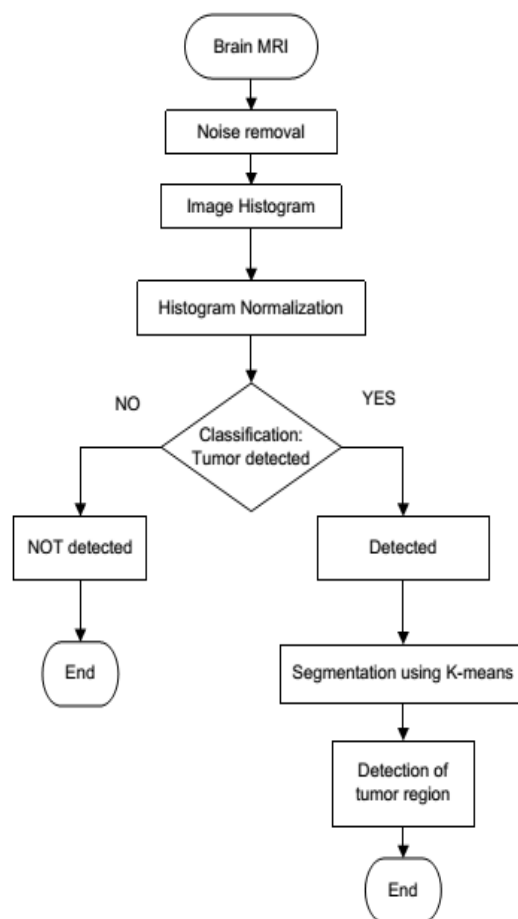 Brain MRI
Noise removal
Image Histogram
Histogram Normalization
NO
YES
Classification:
Tumor detected
NOT detected
Detected
End
Segmentation using K-means
Detection of
tumor region
End